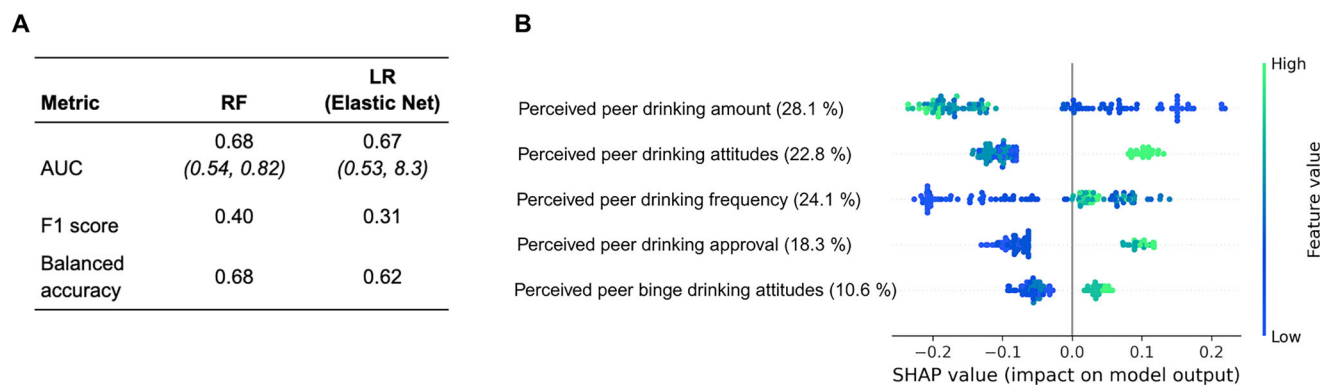 A
Metric RF LR
(Elastic Net)
AUC 0.68 0.67
(0.54, 0.82) (0.53, 8.3)
F1 score 0.40 0.31
Balanced
accuracy 0.68 0.62
B
Perceived peer drinking amount (28.1 %)
Perceived peer drinking attitudes (22.8 %)
Perceived peer drinking frequency (24.1 %)
Perceived peer drinking approval (18.3 %)
Perceived peer binge drinking attitudes (10.6 %)
−0.2 −0.1 0.0 0.1 0.2
SHAP value (impact on model output)
High
Feature value
Low